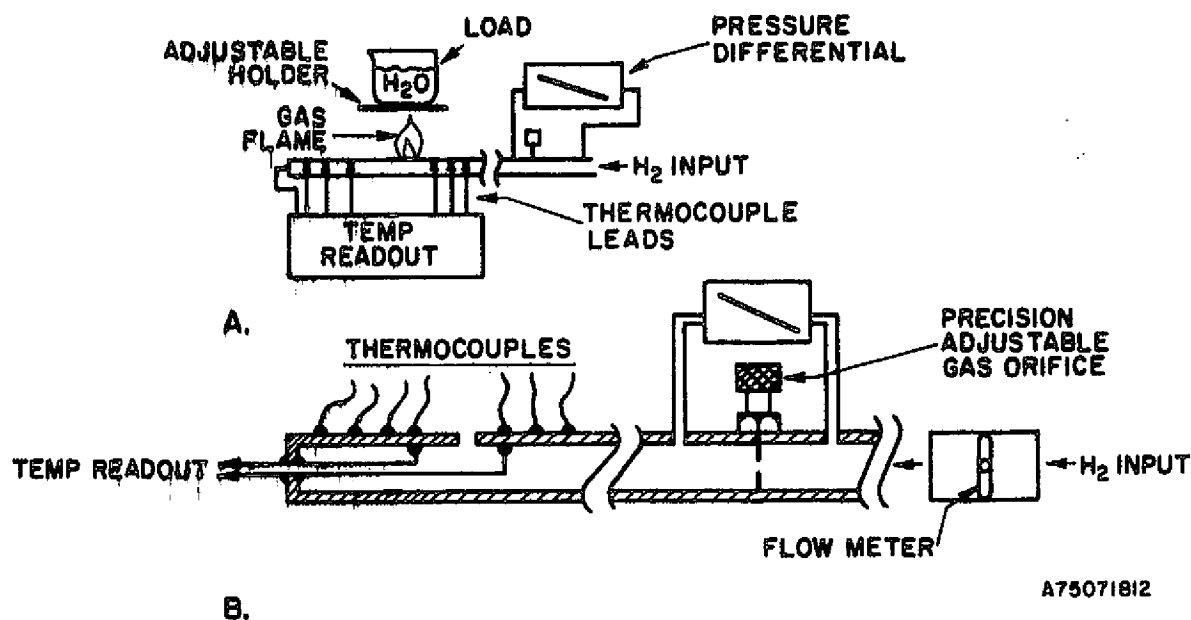 LOAD
PRESSURE
DIFFERENTIAL
ADJUSTABLE
HOLDER
H₂O
GAS
FLAME
H₂ INPUT
THERMOCOUPLE
LEADS
TEMP
READOUT
A.
THERMOCOUPLES
PRECISION
ADJUSTABLE
GAS ORIFICE
TEMP READOUT
H₂ INPUT
FLOW METER
A75071812
B.